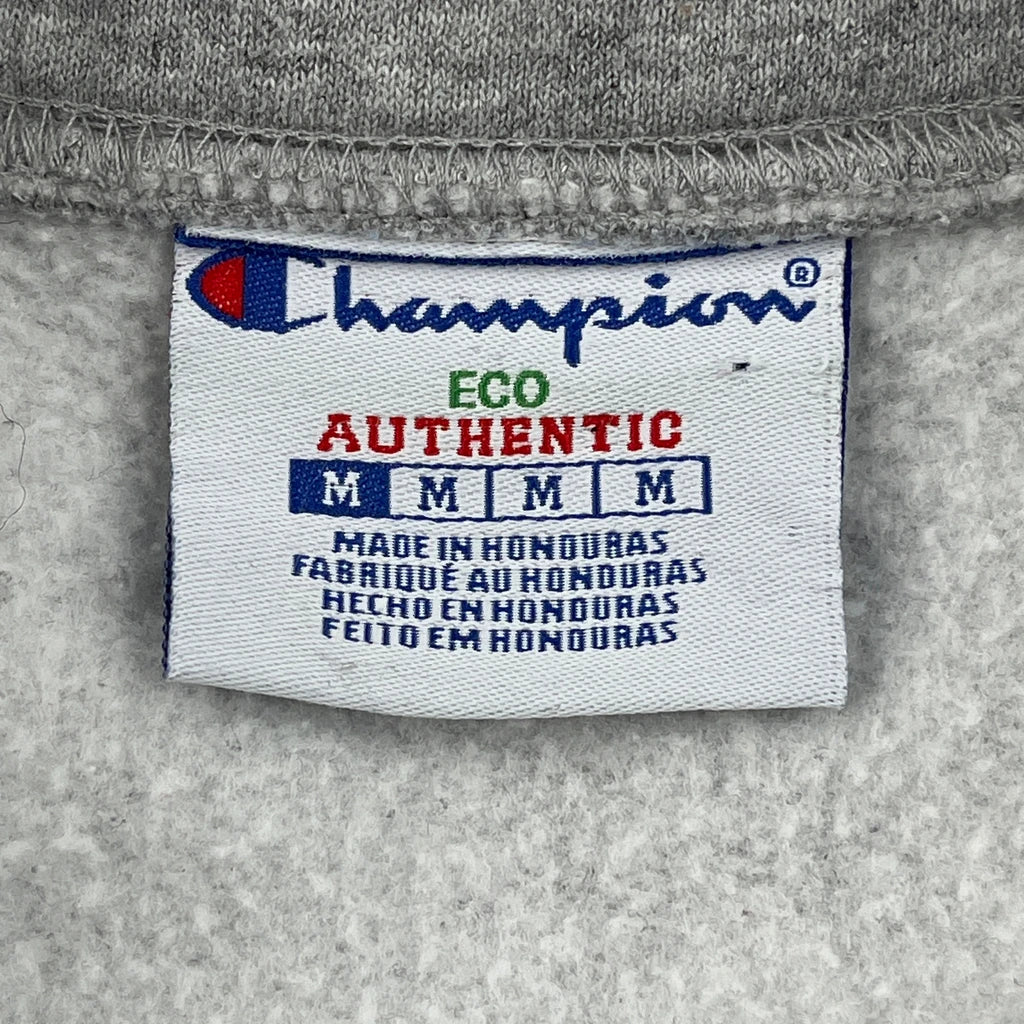 Champion®
ECO
AUTHENTIC
M M M M
MADE IN HONDURAS
FABRIQUÉ AU HONDURAS
HECHO EN HONDURAS
FEITO EM HONDURAS